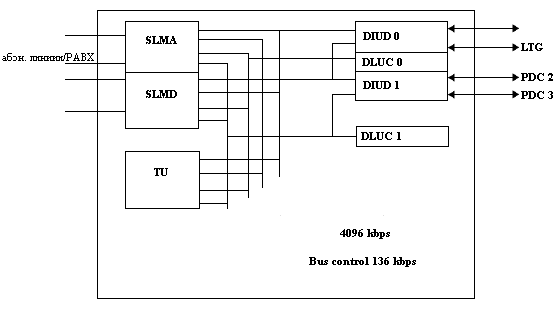 SLMA
DIUD 0
LTG
абон. линии/PABX
DLUC 0
SLMD
DIUD 1
PDC 2
PDC 3
DLUC 1
TU
4096 kbps
Bus control 136 kbps